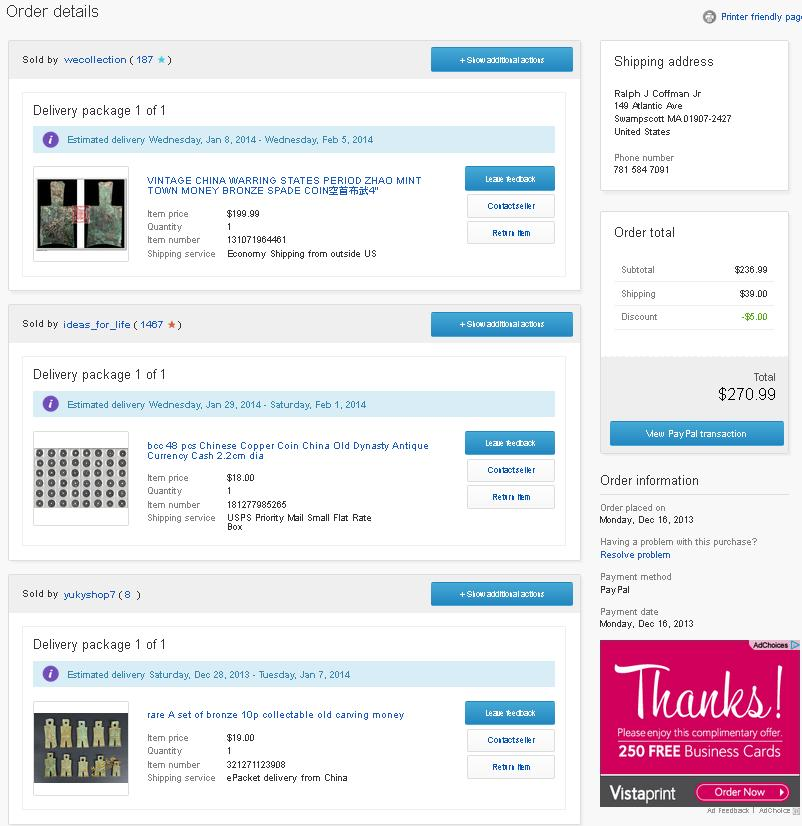 Order details
Printer friendly pag
Sold by wecollection ( 187 ★ )
+ Show additional actions
Delivery package 1 of 1
Estimated delivery Wednesday, Jan 8, 2014 - Wednesday, Feb 5, 2014
VINTAGE CHINA WARRING STATES PERIOD ZHAO MINT
TOWN MONEY BRONZE SPADE COIN空首布武4"
Item price $199.99
Quantity 1
Item number 131071964461
Shipping service Economy Shipping from outside US
Leave feedback
Contact seller
Return item
Sold by ideas_for_life ( 1467 ★ )
+ Show additional actions
Delivery package 1 of 1
Estimated delivery Wednesday, Jan 29, 2014 - Saturday, Feb 1, 2014
bcc 48 pcs Chinese Copper Coin China Old Dynasty Antique
Currency Cash 2.2cm dia
Item price $18.00
Quantity 1
Item number 181277985265
Shipping service USPS Priority Mail Small Flat Rate
Box
Leave feedback
Contact seller
Return item
Sold by yukyshop7 ( 8 )
+ Show additional actions
Delivery package 1 of 1
Estimated delivery Saturday, Dec 28, 2013 - Tuesday, Jan 7, 2014
rare A set of bronze 10p collectable old carving money
Item price $19.00
Quantity 1
Item number 321271123908
Shipping service ePacket delivery from China
Leave feedback
Contact seller
Return item
Shipping address
Ralph J Coffman Jr
149 Atlantic Ave
Swampscott MA 01907-2427
United States
Phone number
781 584 7091
Order total
Subtotal $236.99
Shipping $39.00
Discount -$5.00
Total
$270.99
View PayPal transaction
Order information
Order placed on
Monday, Dec 16, 2013
Having a problem with this purchase?
Resolve problem
Payment method
PayPal
Payment date
Monday, Dec 16, 2013
AdChoices
Thanks!
Please enjoy this complimentary offer.
250 FREE Business Cards
Vistaprint
Order Now
Ad Feedback | AdChoice